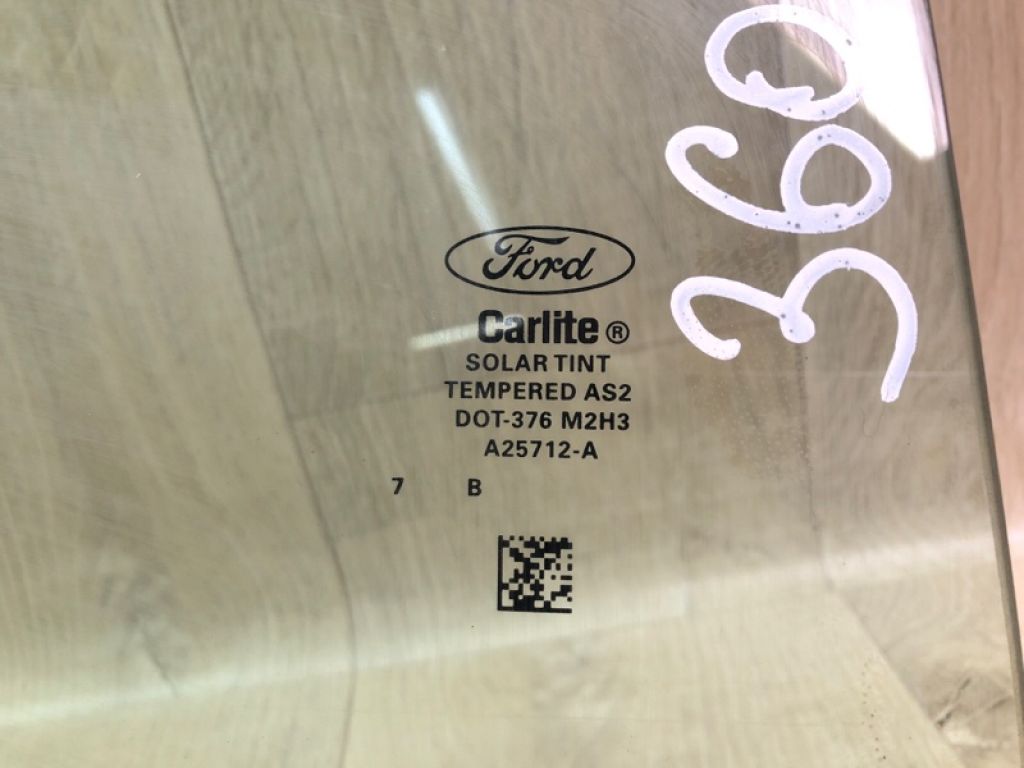 Ford
Carlite®
SOLAR TINT
TEMPERED AS2
DOT-376 M2H3
A25712-A
7 B
360